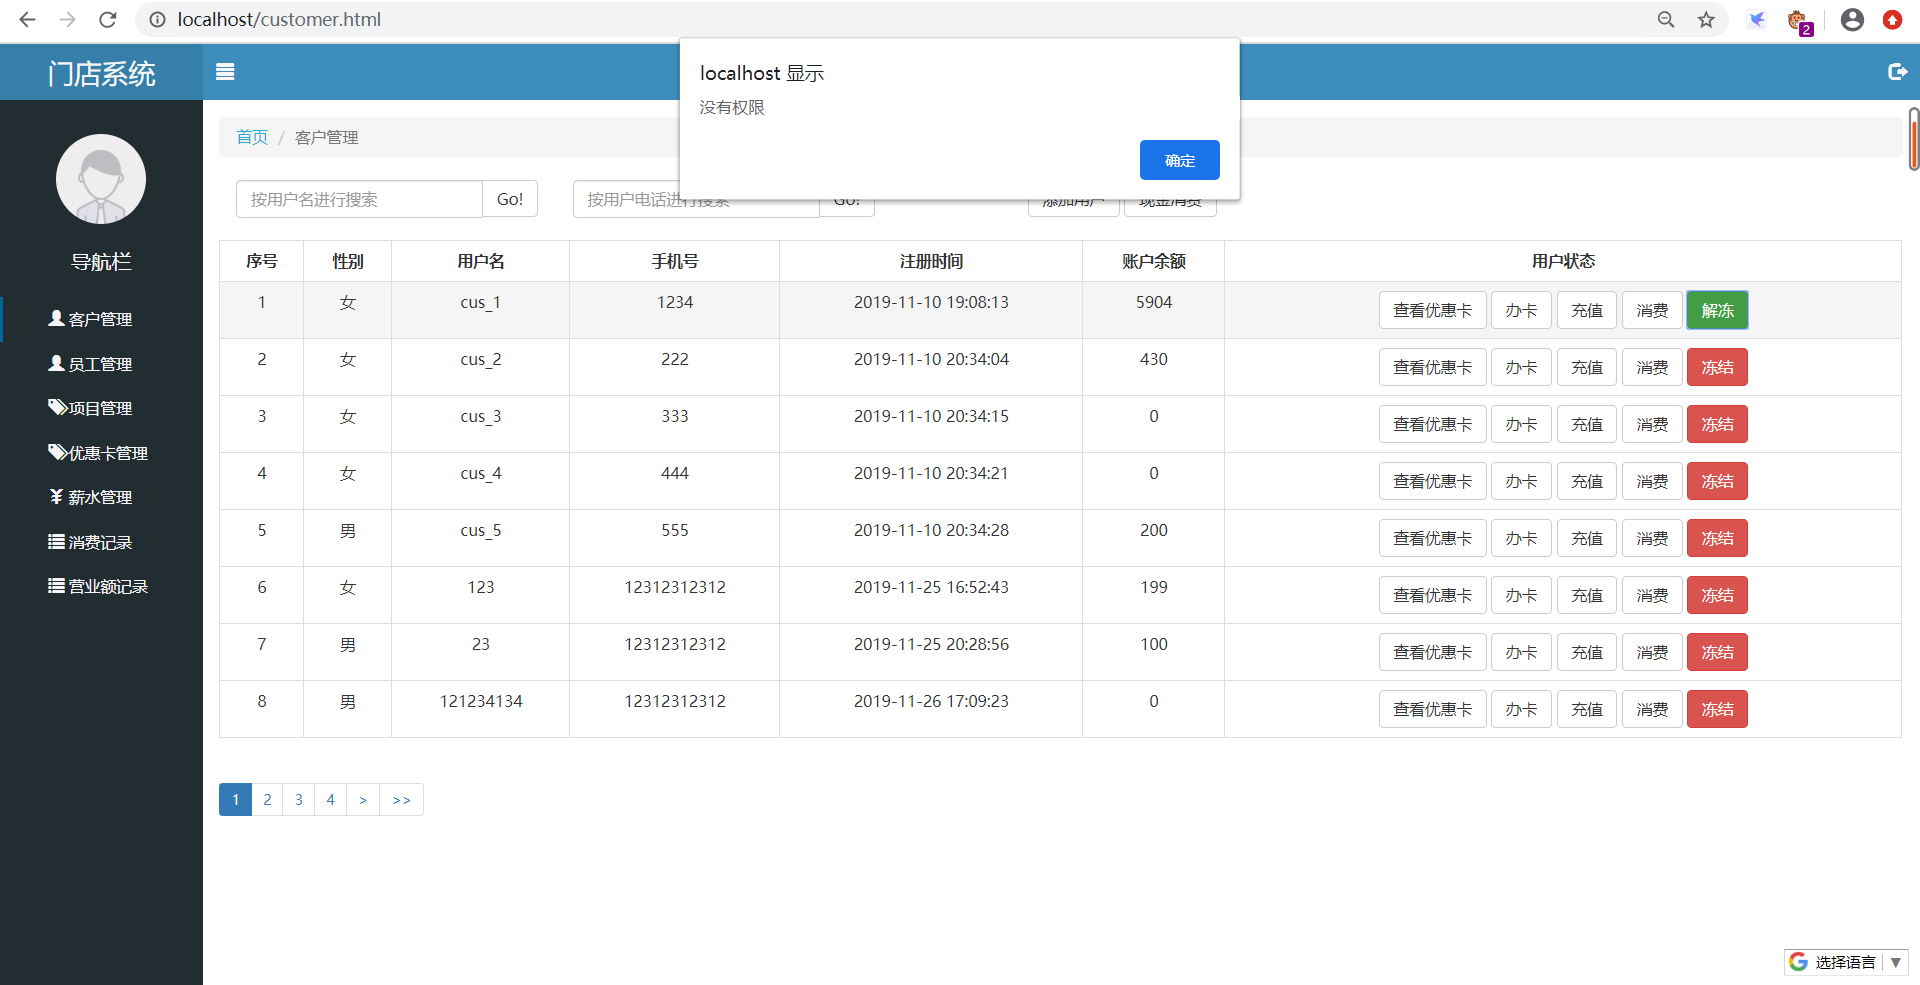 localhost/customer.html
2
门店系统
localhost 显示
没有权限
确定
首页 / 客户管理
按用户名进行搜索 Go! 按用户电话进行搜索 Go! 添加用户 现金消费
导航栏
客户管理
员工管理
项目管理
优惠卡管理
¥ 薪水管理
消费记录
营业额记录
序号 性别 用户名 手机号 注册时间 账户余额 用户状态
1 女 cus_1 1234 2019-11-10 19:08:13 5904 查看优惠卡 办卡 充值 消费 解冻
2 女 cus_2 222 2019-11-10 20:34:04 430 查看优惠卡 办卡 充值 消费 冻结
3 女 cus_3 333 2019-11-10 20:34:15 0 查看优惠卡 办卡 充值 消费 冻结
4 女 cus_4 444 2019-11-10 20:34:21 0 查看优惠卡 办卡 充值 消费 冻结
5 男 cus_5 555 2019-11-10 20:34:28 200 查看优惠卡 办卡 充值 消费 冻结
6 女 123 12312312312 2019-11-25 16:52:43 199 查看优惠卡 办卡 充值 消费 冻结
7 男 23 12312312312 2019-11-25 20:28:56 100 查看优惠卡 办卡 充值 消费 冻结
8 男 121234134 12312312312 2019-11-26 17:09:23 0 查看优惠卡 办卡 充值 消费 冻结
1 2 3 4 > >>
选择语言 ▼